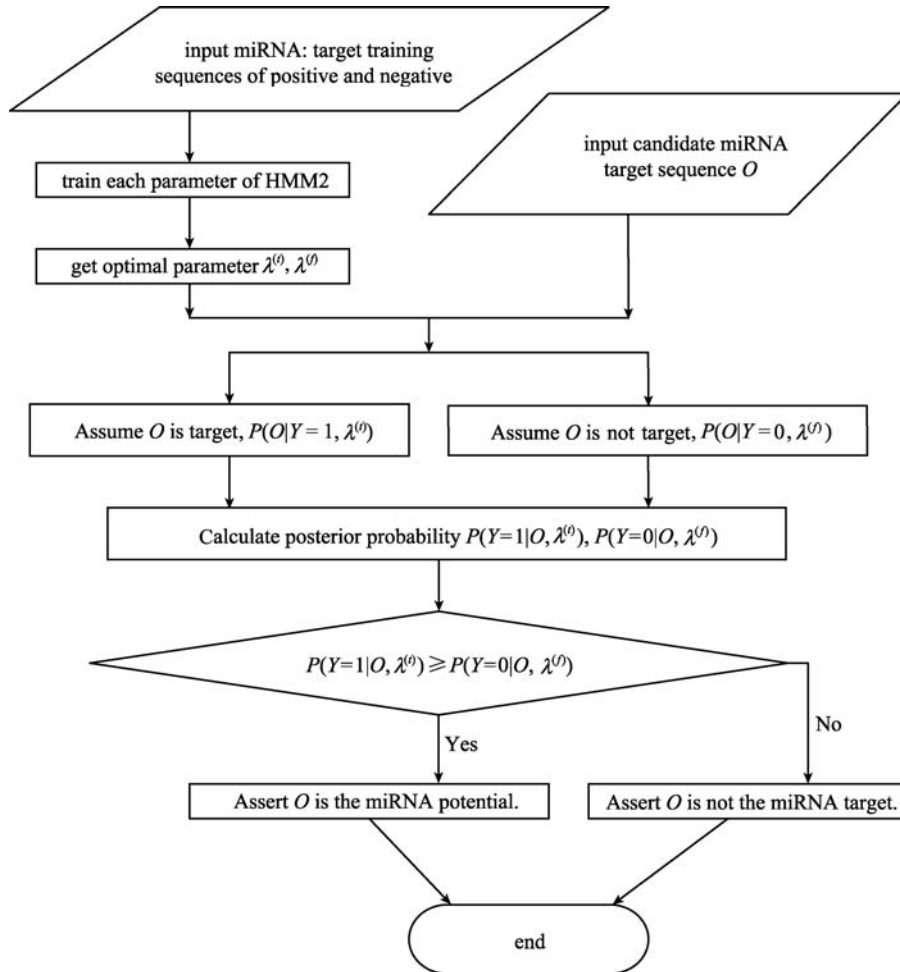 input miRNA: target training
sequences of positive and negative
input candidate miRNA
target sequence O
train each parameter of HMM2
get optimal parameter λ⁽ᵗ⁾, λ⁽ᶠ⁾
Assume O is target, P(O|Y = 1, λ⁽ᵗ⁾)
Assume O is not target, P(O|Y=0, λ⁽ᶠ⁾)
Calculate posterior probability P(Y=1|O, λ⁽ᵗ⁾), P(Y=0|O, λ⁽ᶠ⁾)
P(Y=1|O, λ⁽ᵗ⁾) ⩾ P(Y=0|O, λ⁽ᶠ⁾)
No
Yes
Assert O is the miRNA potential.
Assert O is not the miRNA target.
end